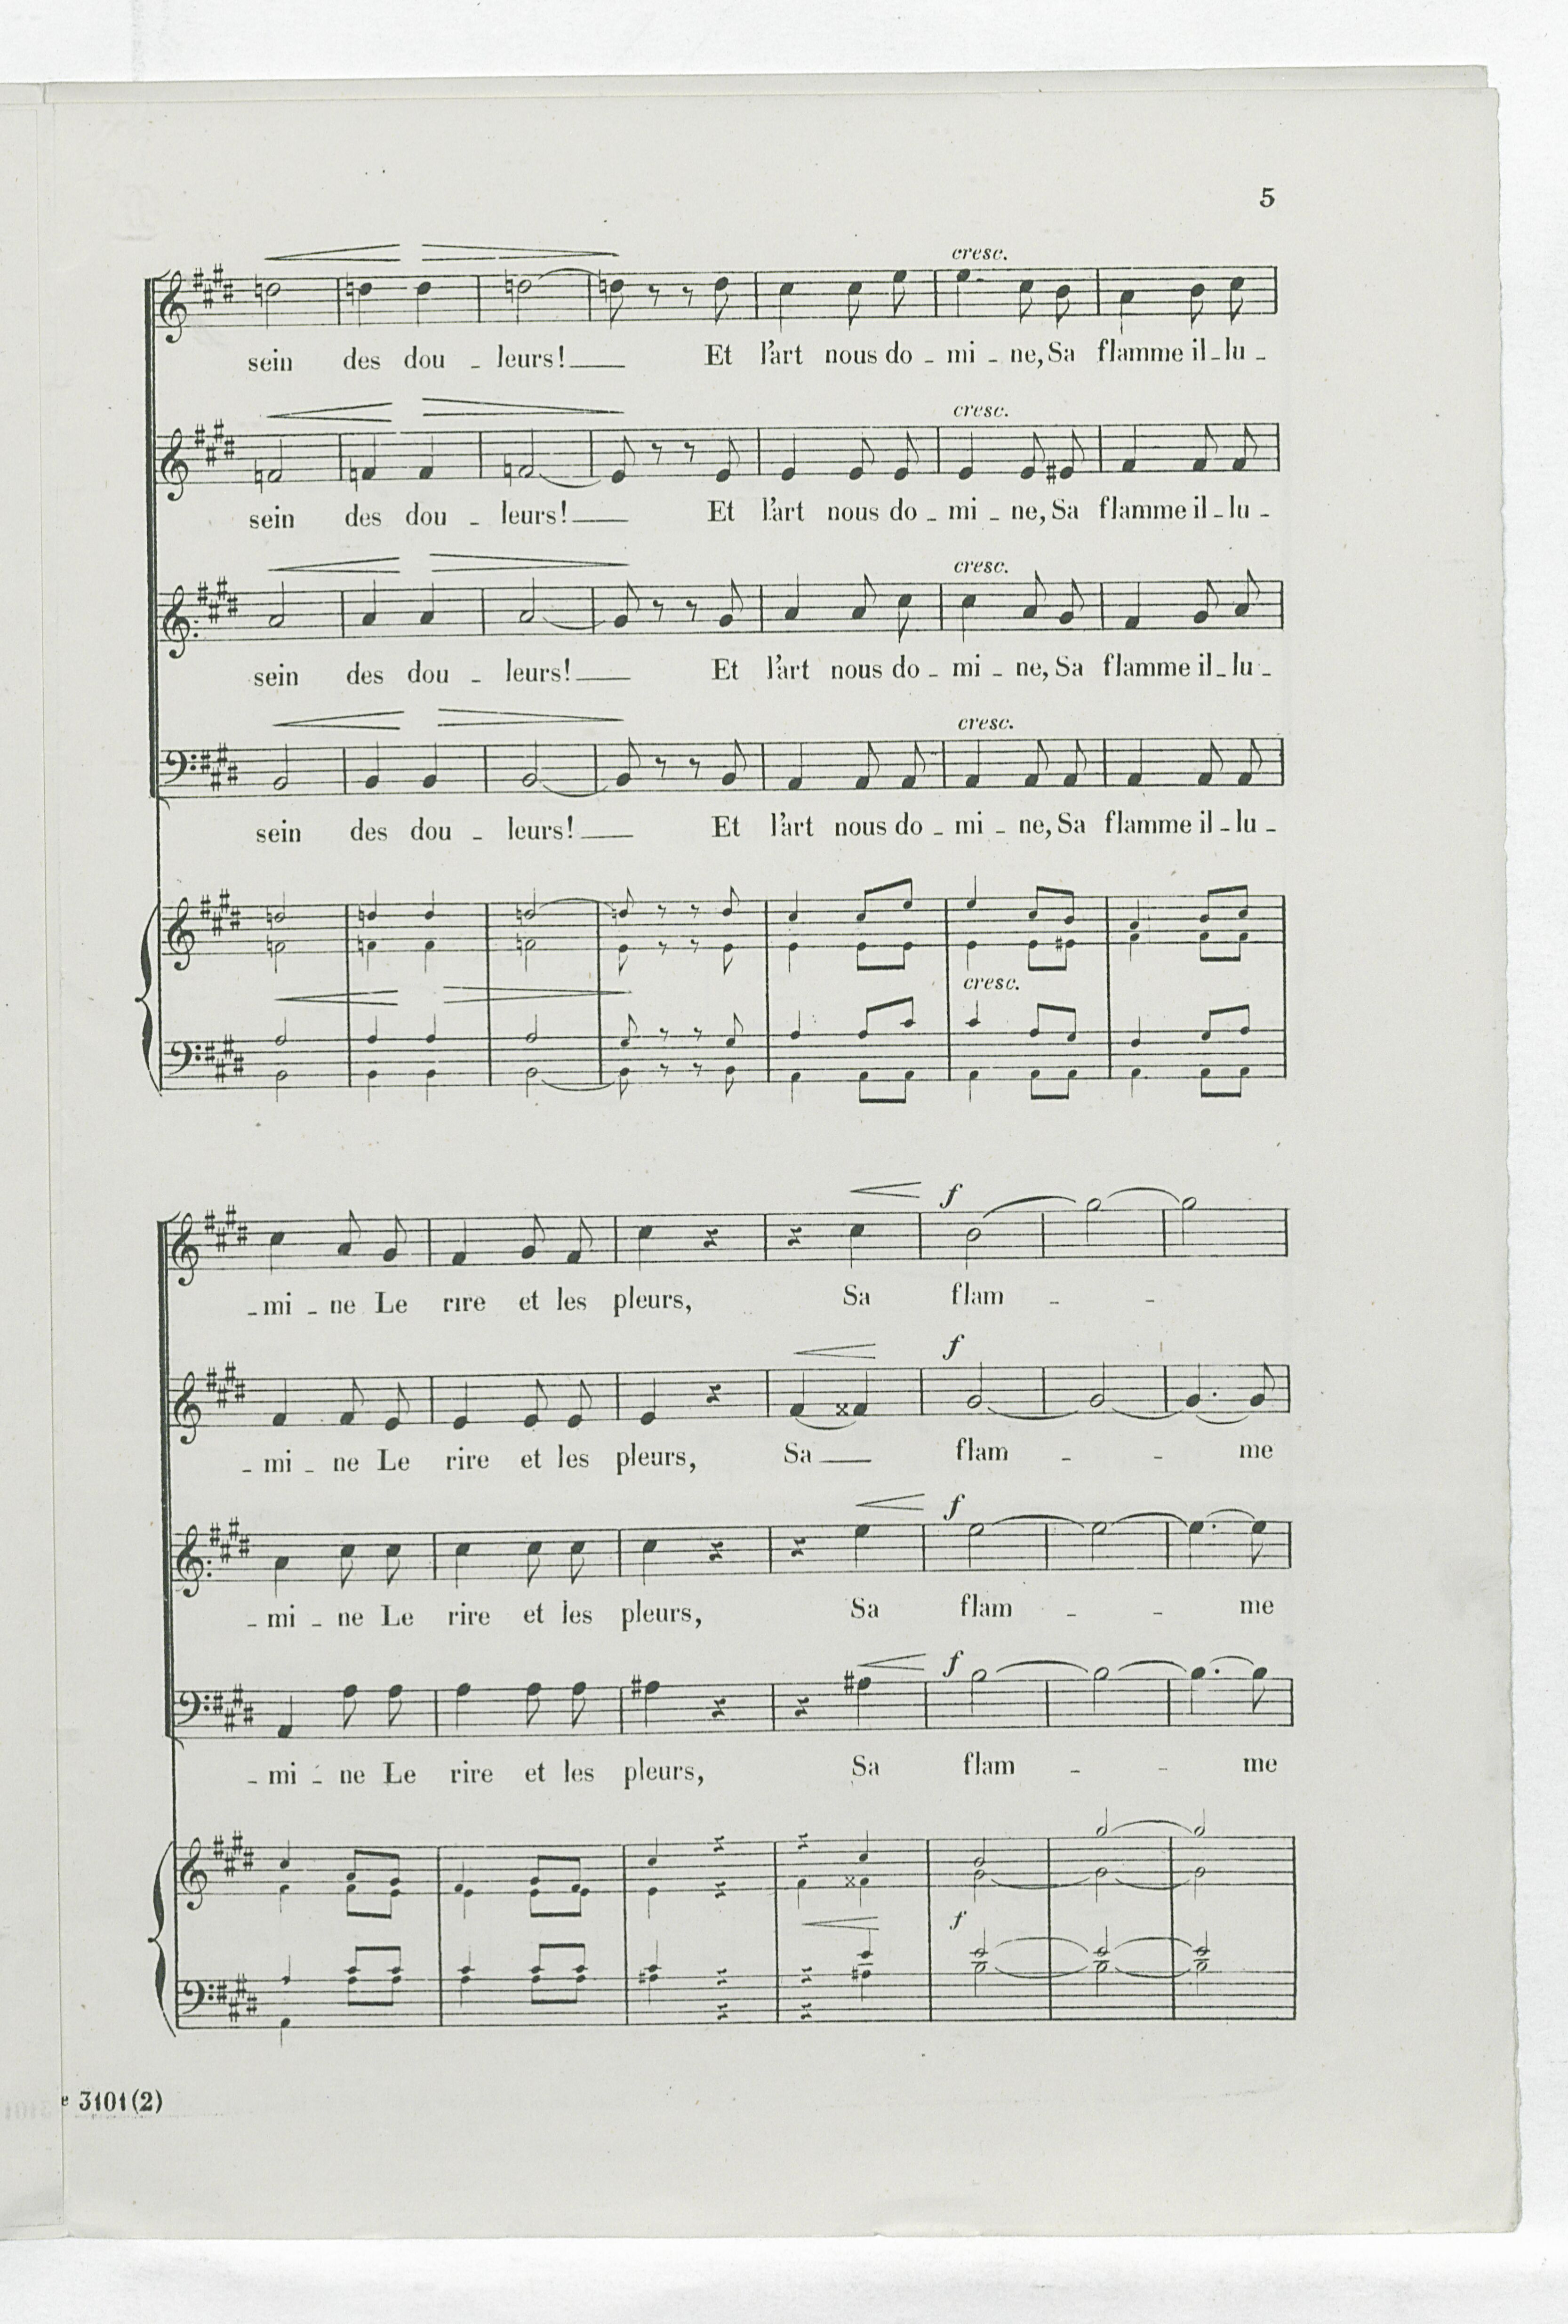 5
cresc.
sein des dou - leurs! Et l'art nous do - mi - ne, Sa flamme il - lu -
cresc.
sein des dou - leurs! Et l'art nous do - mi - ne, Sa flamme il - lu -
cresc.
sein des dou - leurs! Et l'art nous do - mi - ne, Sa flamme il - lu -
cresc.
sein des dou - leurs! Et l'art nous do - mi - ne, Sa flamme il - lu -
cresc.
f
- mi - ne Le rire et les pleurs, Sa flam - -
f
- mi - ne Le rire et les pleurs, Sa flam - - me
f
- mi - ne Le rire et les pleurs, Sa flam - - me
f
- mi - ne Le rire et les pleurs, Sa flam - - me
f
e 3101(2)